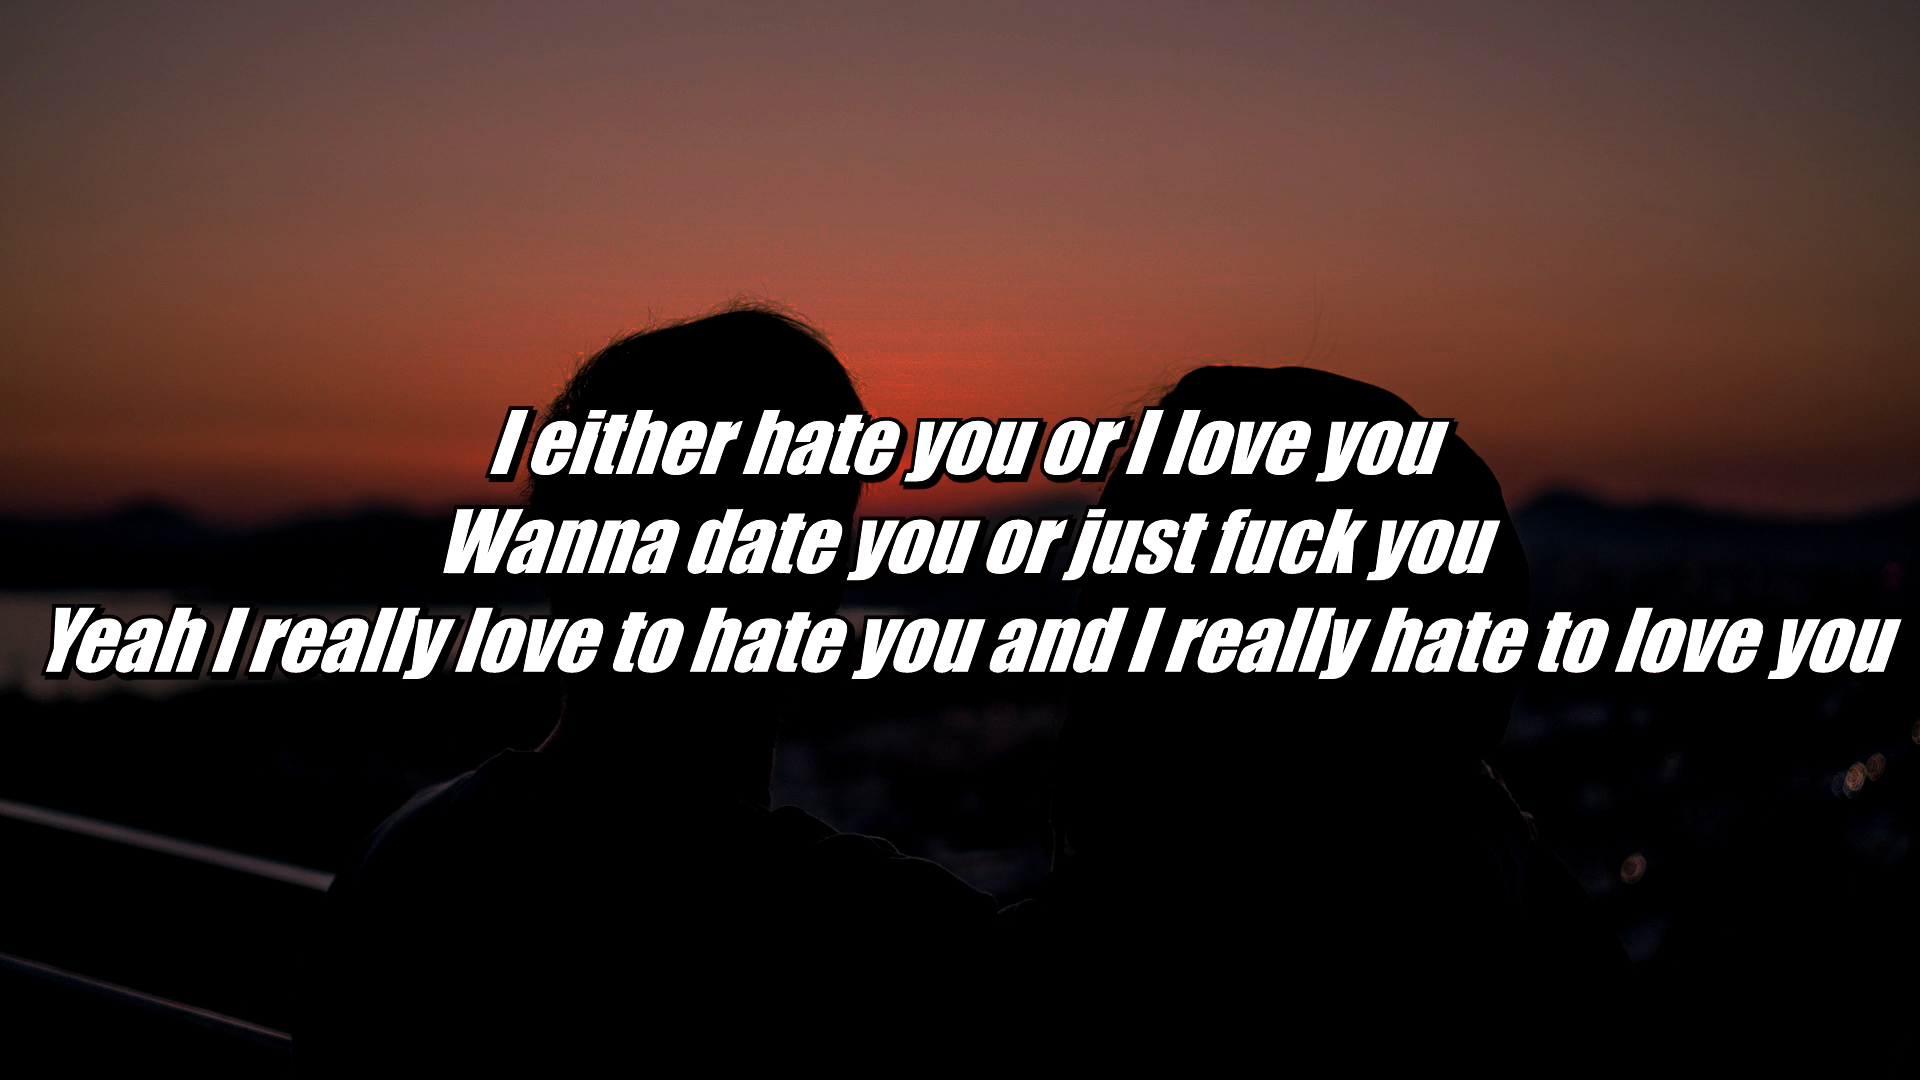 I either hate you or I love you
Wanna date you or just fuck you
Yeah I really love to hate you and I really hate to love you